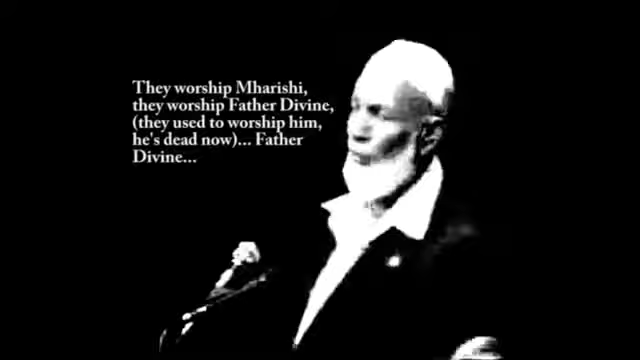 They worship Mharishi,
they worship Father Divine,
(they used to worship him,
he's dead now)... Father
Divine...